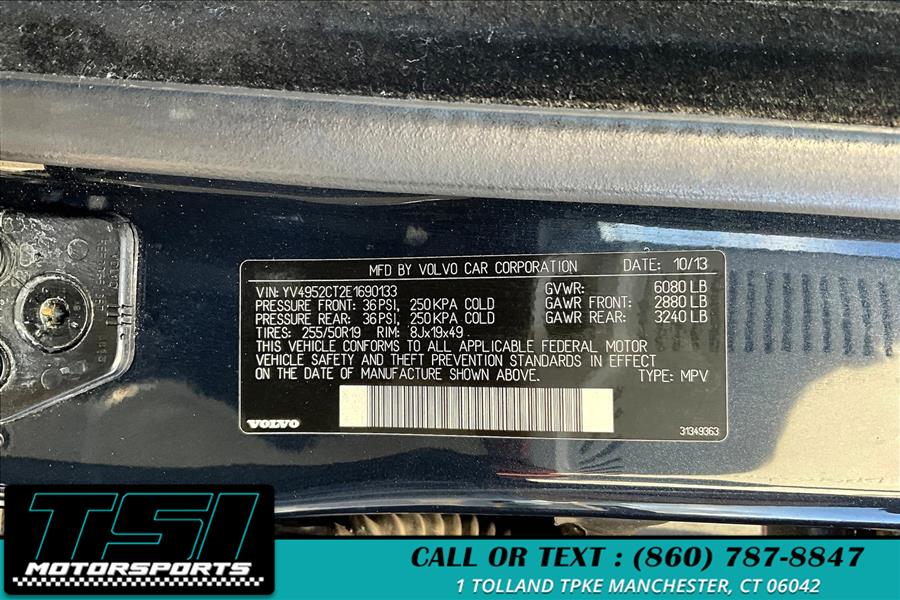 MFD BY VOLVO CAR CORPORATION DATE: 10/13
VIN: YV4952CT2E1690133 GVWR: 6080 LB
PRESSURE FRONT: 36 PSI, 250 KPA COLD GAWR FRONT: 2880 LB
PRESSURE REAR: 36 PSI, 250 KPA COLD GAWR REAR: 3240 LB
TIRES: 255/50R19 RIM: 8Jx19x49
THIS VEHICLE CONFORMS TO ALL APPLICABLE FEDERAL MOTOR
VEHICLE SAFETY AND THEFT PREVENTION STANDARDS IN EFFECT
ON THE DATE OF MANUFACTURE SHOWN ABOVE. TYPE: MPV
VOLVO 31349363
TSI
MOTORSPORTS
CALL OR TEXT : (860) 787-8847
1 TOLLAND TPKE MANCHESTER, CT 06042